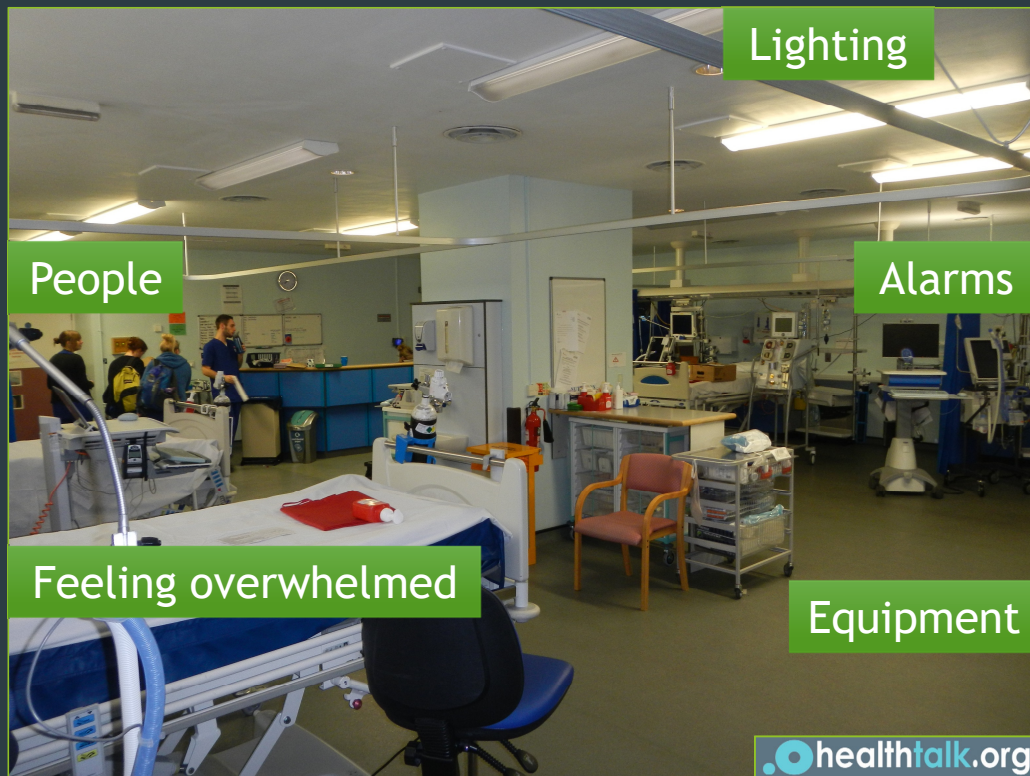 Lighting
People
Alarms
Feeling overwhelmed
Equipment
healthtalk.org